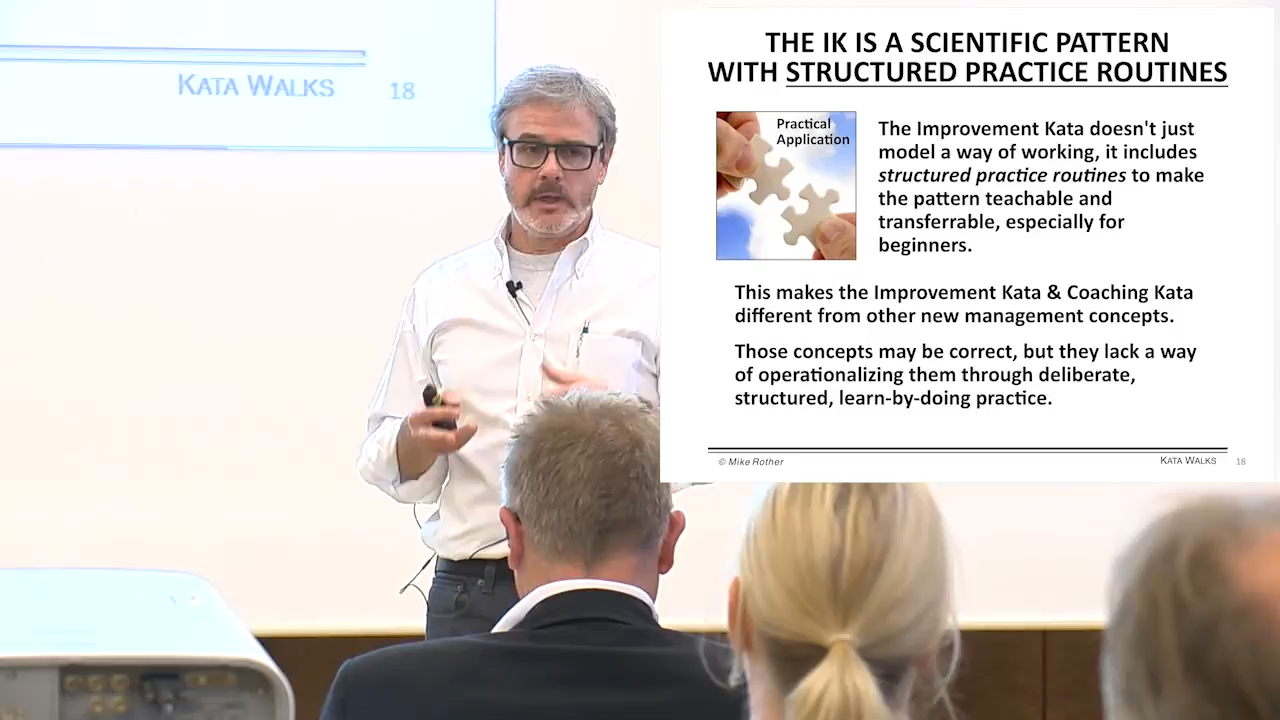 KATA WALKS 18
THE IK IS A SCIENTIFIC PATTERN
WITH STRUCTURED PRACTICE ROUTINES
Practical
Application
The Improvement Kata doesn't just
model a way of working, it includes
structured practice routines to make
the pattern teachable and
transferrable, especially for
beginners.
This makes the Improvement Kata & Coaching Kata
different from other new management concepts.
Those concepts may be correct, but they lack a way
of operationalizing them through deliberate,
structured, learn-by-doing practice.
© Mike Rother
KATA WALKS 18